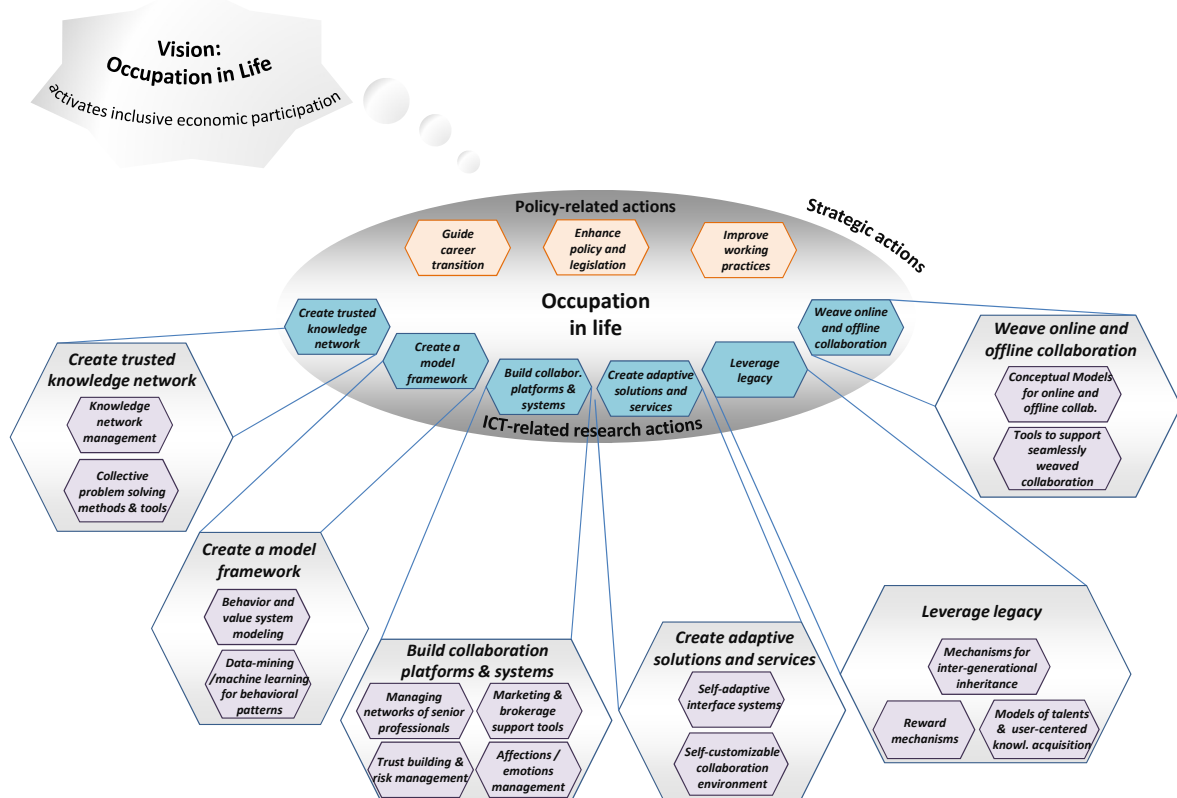 Vision:
Occupation in Life
activates inclusive economic participation
Policy-related actions
Strategic actions
Guide
career
transition
Enhance
policy and
legislation
Improve
working
practices
Occupation
in life
Create trusted
knowledge
network
Create a
model
framework
Build collabor.
platforms &
systems
Create adaptive
solutions and
services
Leverage
legacy
Weave online
and offline
collaboration
ICT-related research actions
Create trusted
knowledge network
Knowledge
network
management
Collective
problem solving
methods & tools
Create a model
framework
Behavior and
value system
modeling
Data-mining
/machine learning
for behavioral
patterns
Build collaboration
platforms & systems
Managing
networks of senior
professionals
Marketing &
brokerage
support tools
Trust building &
risk management
Affections /
emotions
management
Create adaptive
solutions and services
Self-adaptive
interface systems
Self-customizable
collaboration
environment
Leverage legacy
Mechanisms for
inter-generational
inheritance
Reward
mechanisms
Models of talents
& user-centered
knowl. acquisition
Weave online and
offline collaboration
Conceptual Models
for online and
offline collab.
Tools to support
seamlessly
weaved
collaboration